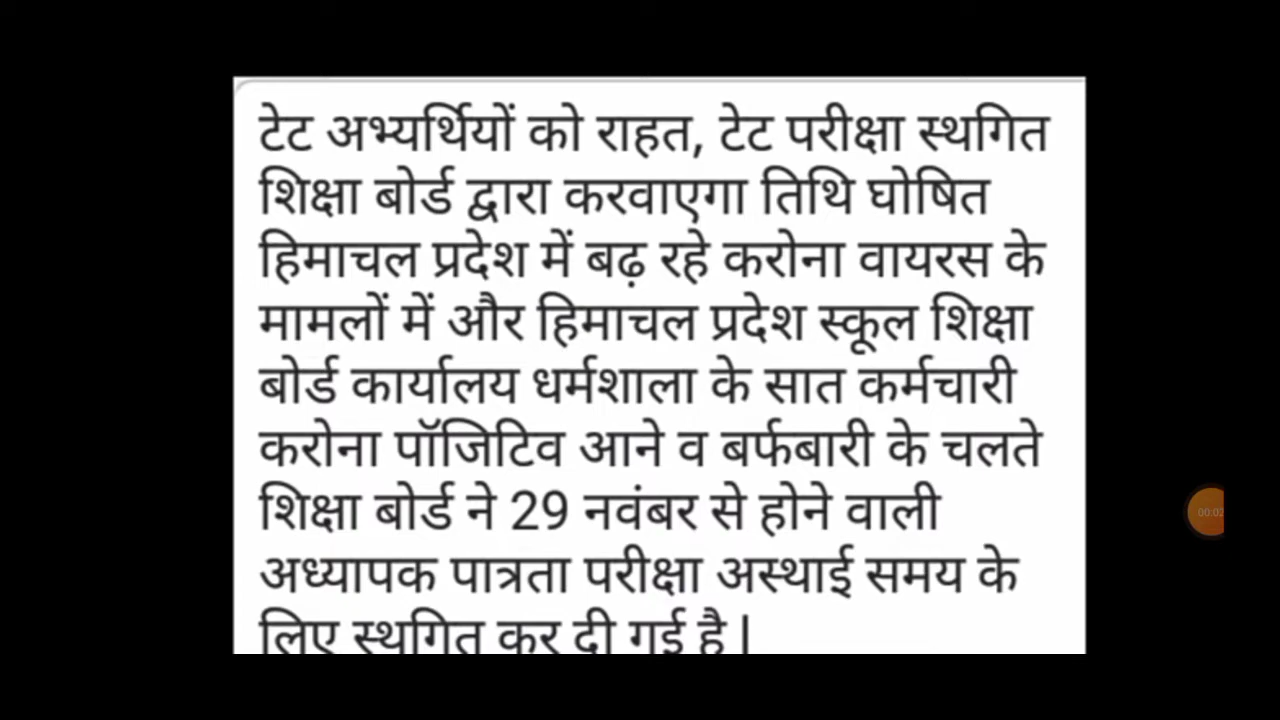 टेट अभ्यर्थियों को राहत, टेट परीक्षा स्थगित
शिक्षा बोर्ड द्वारा करवाएगा तिथि घोषित
हिमाचल प्रदेश में बढ़ रहे करोना वायरस के
मामलों में और हिमाचल प्रदेश स्कूल शिक्षा
बोर्ड कार्यालय धर्मशाला के सात कर्मचारी
करोना पॉजिटिव आने व बर्फबारी के चलते
शिक्षा बोर्ड ने 29 नवंबर से होने वाली
अध्यापक पात्रता परीक्षा अस्थाई समय के
लिए स्थगित कर दी गई है |
00:02